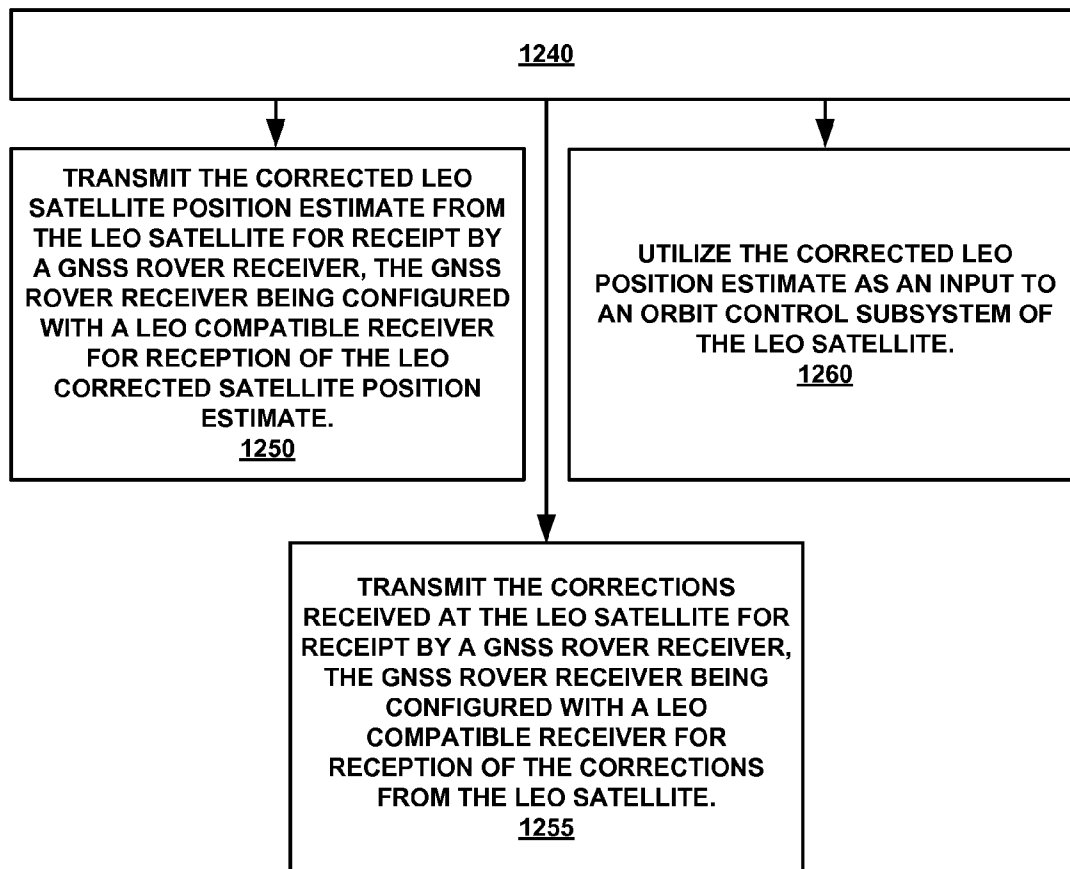 1240
TRANSMIT THE CORRECTED LEO
SATELLITE POSITION ESTIMATE FROM
THE LEO SATELLITE FOR RECEIPT BY
A GNSS ROVER RECEIVER, THE GNSS
ROVER RECEIVER BEING CONFIGURED
WITH A LEO COMPATIBLE RECEIVER
FOR RECEPTION OF THE LEO
CORRECTED SATELLITE POSITION
ESTIMATE.
1250
UTILIZE THE CORRECTED LEO
POSITION ESTIMATE AS AN INPUT TO
AN ORBIT CONTROL SUBSYSTEM OF
THE LEO SATELLITE.
1260
TRANSMIT THE CORRECTIONS
RECEIVED AT THE LEO SATELLITE FOR
RECEIPT BY A GNSS ROVER RECEIVER,
THE GNSS ROVER RECEIVER BEING
CONFIGURED WITH A LEO
COMPATIBLE RECEIVER FOR
RECEPTION OF THE CORRECTIONS
FROM THE LEO SATELLITE.
1255